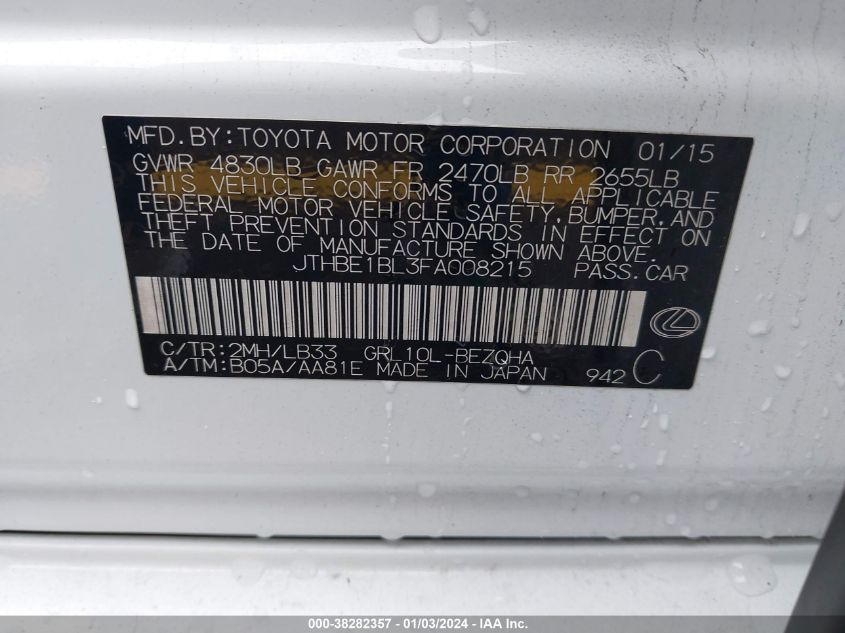 MFD.BY:TOYOTA MOTOR CORPORATION 01/15
GVWR 4830LB GAWR FR 2470LB RR 2655LB
THIS VEHICLE CONFORMS TO ALL APPLICABLE
FEDERAL MOTOR VEHICLE SAFETY,BUMPER,AND
THEFT PREVENTION STANDARDS IN EFFECT ON
THE DATE OF MANUFACTURE SHOWN ABOVE.
JTHBE1BL3FA008215 PASS.CAR
C/TR:2MH/LB33 GRL10L-BEZQHA
A/TM:B05A/AA81E MADE IN JAPAN 942 C
000-38282357 - 01/03/2024 - IAAI Inc.